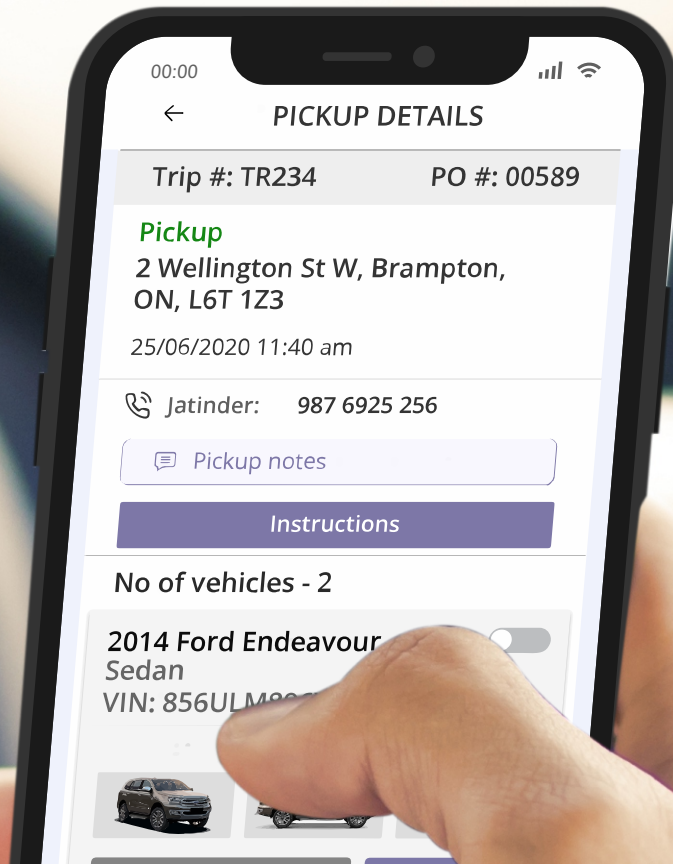 00:00
PICKUP DETAILS
Trip #: TR234 PO #: 00589
Pickup
2 Wellington St W, Brampton,
ON, L6T 1Z3
25/06/2020 11:40 am
Jatinder: 987 6925 256
Pickup notes
Instructions
No of vehicles - 2
2014 Ford Endeavour
Sedan
VIN: